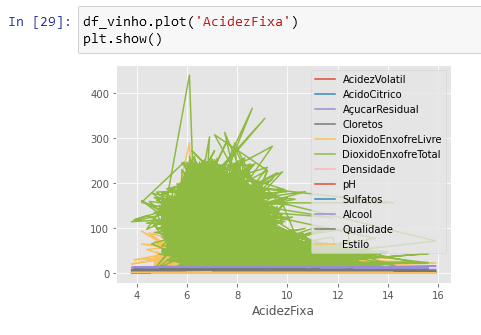 In [29]: df_vinho.plot('AcidezFixa')
plt.show()
400
300
200
100
0
4 6 8 10 12 14 16
AcidezFixa
AcidezVolatil
AcidoCitrico
AçucarResidual
Cloretos
DioxidoEnxofreLivre
DioxidoEnxofreTotal
Densidade
pH
Sulfatos
Alcool
Qualidade
Estilo